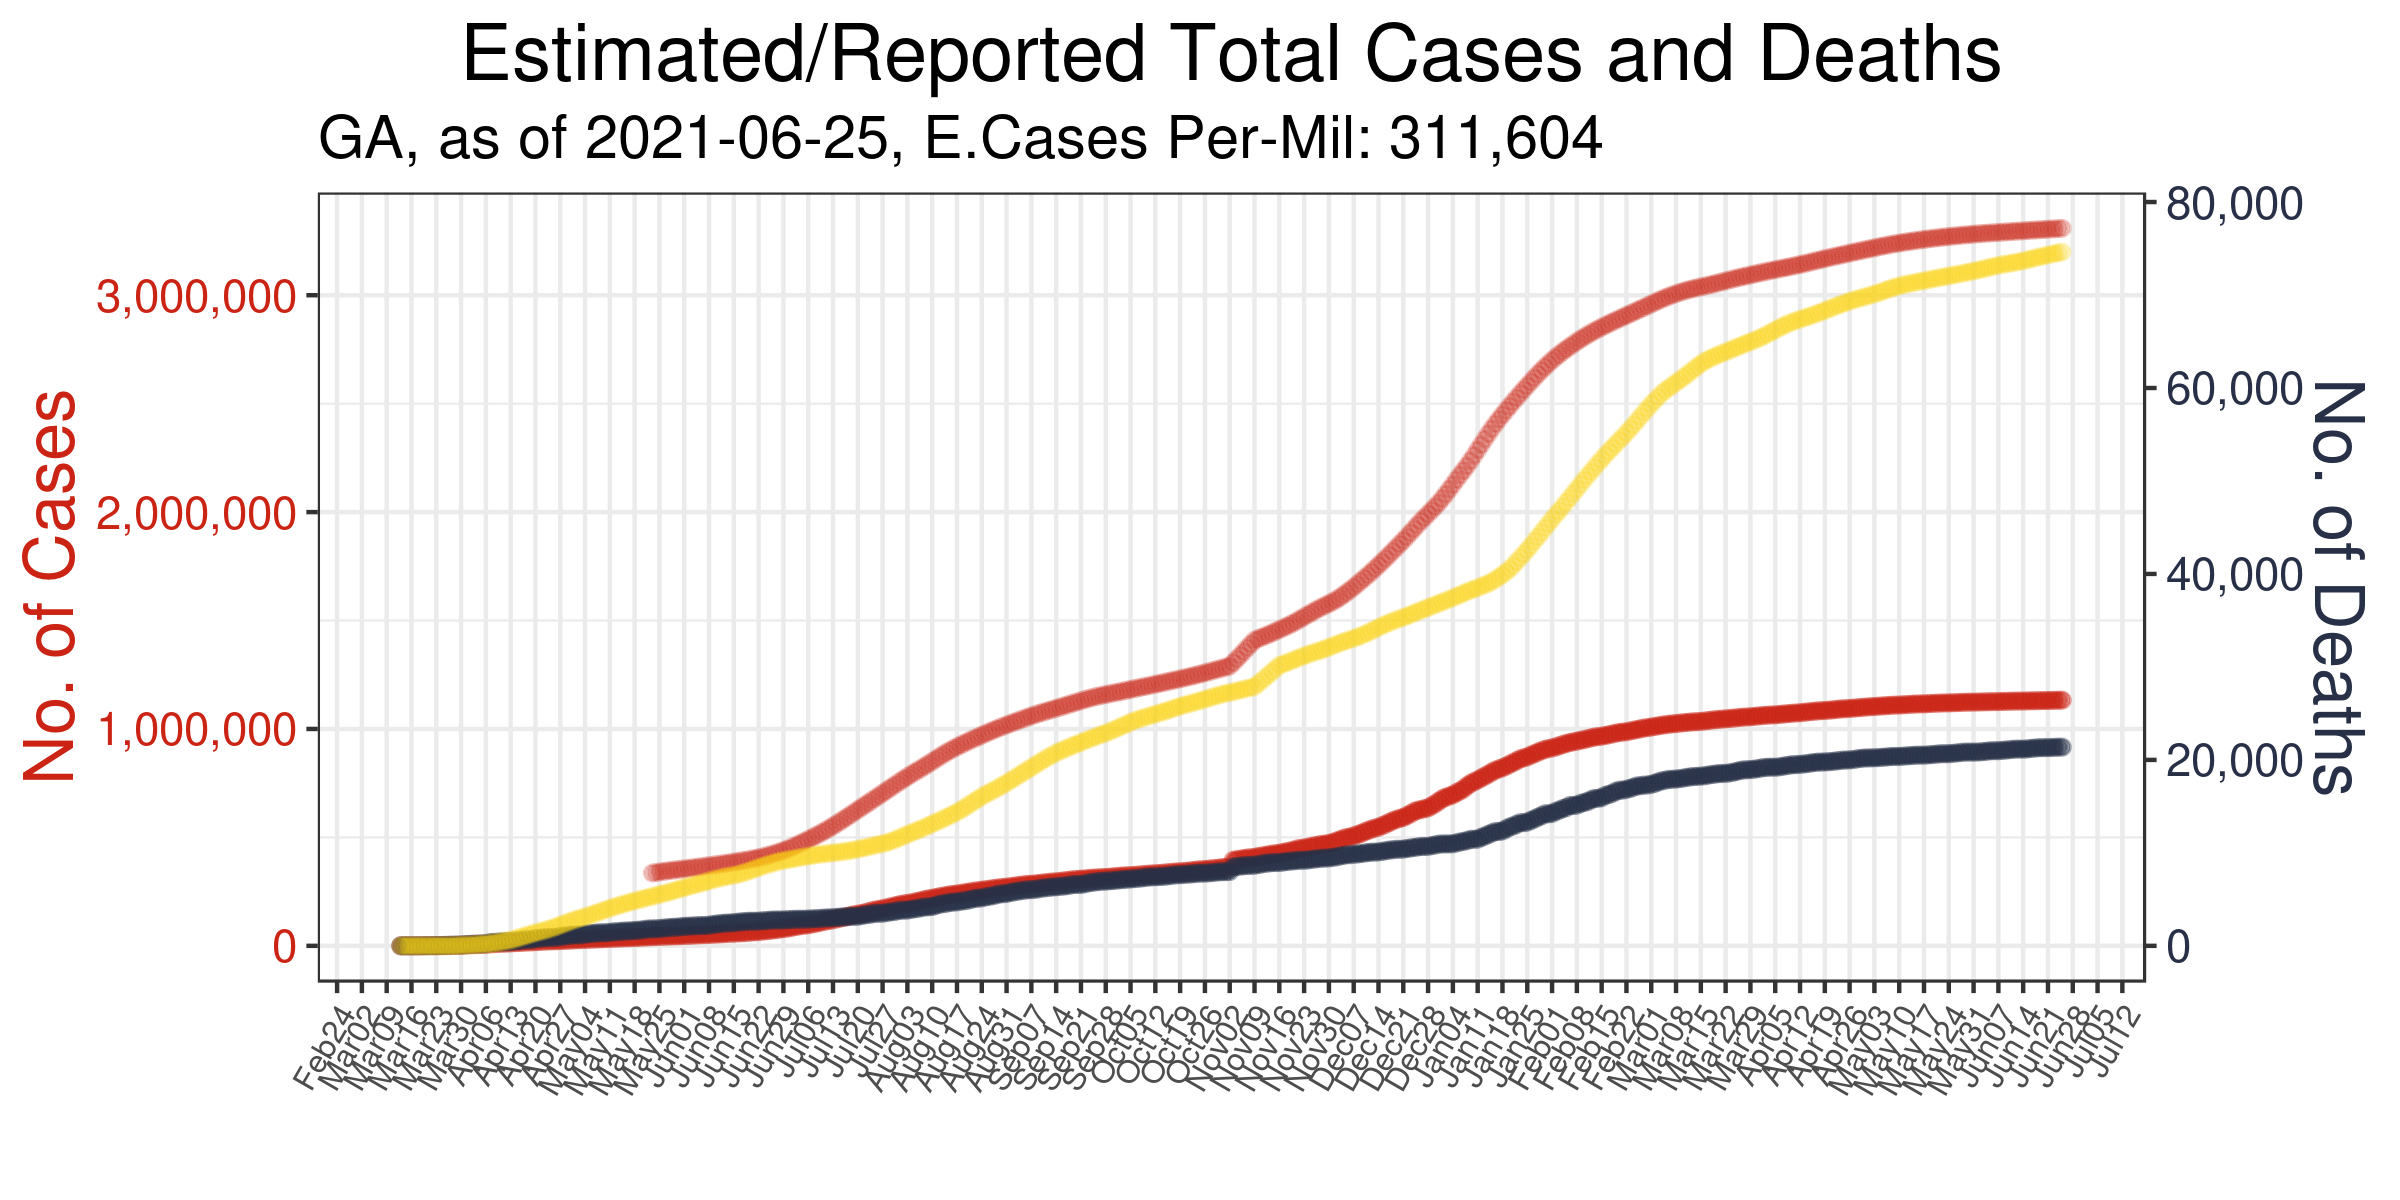 Estimated/Reported Total Cases and Deaths
GA, as of 2021-06-25, E.Cases Per-Mil: 311,604
No. of Cases
3,000,000
2,000,000
1,000,000
0
80,000
60,000
40,000
20,000
0
No. of Deaths
Feb24
Mar02
Mar09
Mar16
Mar23
Mar30
Apr06
Apr13
Apr20
Apr27
May04
May11
May18
May25
Jun01
Jun08
Jun15
Jun22
Jun29
Jul06
Jul13
Jul20
Jul27
Aug03
Aug10
Aug17
Aug24
Aug31
Sep07
Sep14
Sep21
Sep28
Oct05
Oct12
Oct19
Oct26
Nov02
Nov09
Nov16
Nov23
Nov30
Dec07
Dec14
Dec21
Dec28
Jan04
Jan11
Jan18
Jan25
Feb01
Feb08
Feb15
Feb22
Mar01
Mar08
Mar15
Mar22
Mar29
Apr05
Apr12
Apr19
Apr26
May03
May10
May17
May24
May31
Jun07
Jun14
Jun21
Jun28
Jul05
Jul12